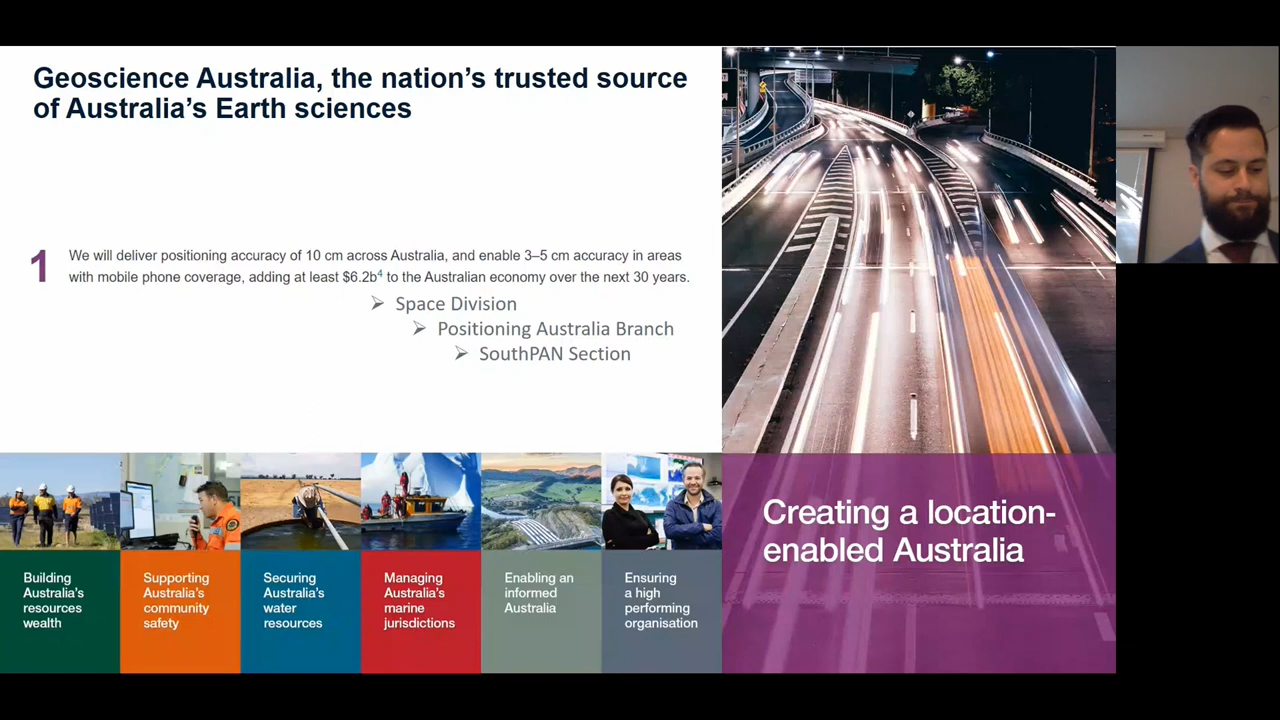 Geoscience Australia, the nation’s trusted source
of Australia’s Earth sciences
1
We will deliver positioning accuracy of 10 cm across Australia, and enable 3–5 cm accuracy in areas
with mobile phone coverage, adding at least $6.2b⁴ to the Australian economy over the next 30 years.
➢ Space Division
➢ Positioning Australia Branch
➢ SouthPAN Section
Building
Australia’s
resources
wealth
Supporting
Australia’s
community
safety
Securing
Australia’s
water
resources
Managing
Australia’s
marine
jurisdictions
Enabling an
informed
Australia
Ensuring
a high
performing
organisation
Creating a location-
enabled Australia